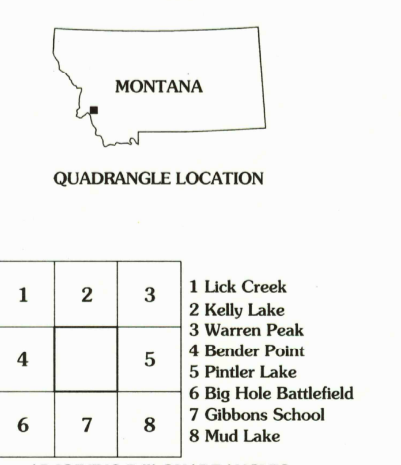 MONTANA
QUADRANGLE LOCATION
1 2 3
4 5
6 7 8
1 Lick Creek
2 Kelly Lake
3 Warren Peak
4 Bender Point
5 Pintler Lake
6 Big Hole Battlefield
7 Gibbons School
8 Mud Lake